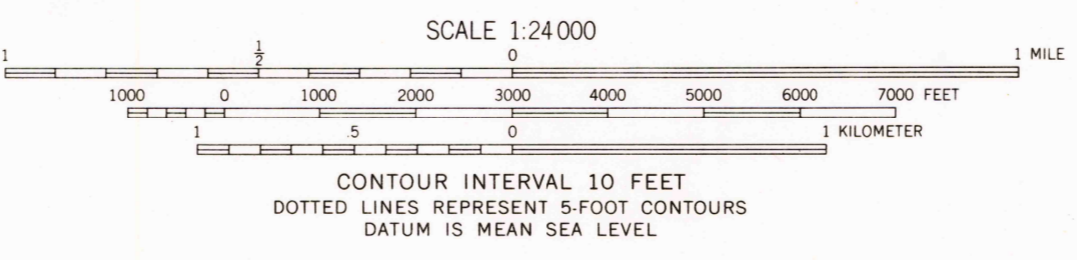 SCALE 1:24 000
1 ½ 0 1 MILE
1000 0 1000 2000 3000 4000 5000 6000 7000 FEET
1 .5 0 1 KILOMETER
CONTOUR INTERVAL 10 FEET
DOTTED LINES REPRESENT 5-FOOT CONTOURS
DATUM IS MEAN SEA LEVEL